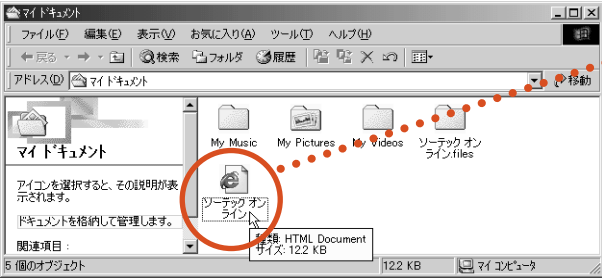 マイ ドキュメント
ファイル(F) 編集(E) 表示(V) お気に入り(A) ツール(T) ヘルプ(H)
戻る 検索 フォルダ 履歴
アドレス(D) マイ ドキュメント 移動
マイ ドキュメント
アイコンを選択すると、その説明が表
示されます。
ドキュメントを格納して管理します。
関連項目:
My Music
My Pictures
My Videos
ソーテック オン
ライン.files
ソーテック オン
ライン
種類: HTML Document
サイズ: 12.2 KB
5 個のオブジェクト 12.2 KB マイ コンピュータ